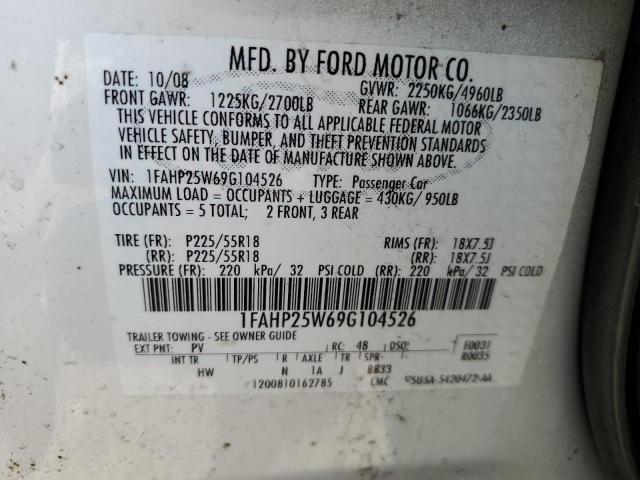 MFD. BY FORD MOTOR CO.
DATE: 10/08 GVWR: 2250KG/4960LB
FRONT GAWR: 1225KG/2700LB REAR GAWR: 1066KG/2350LB
THIS VEHICLE CONFORMS TO ALL APPLICABLE FEDERAL MOTOR
VEHICLE SAFETY, BUMPER, AND THEFT PREVENTION STANDARDS
IN EFFECT ON THE DATE OF MANUFACTURE SHOWN ABOVE.
VIN: 1FAHP25W69G104526 TYPE: Passenger Car
MAXIMUM LOAD = OCCUPANTS + LUGGAGE = 430KG/ 950LB
OCCUPANTS = 5 TOTAL; 2 FRONT, 3 REAR
TIRE (FR): P225/55R18 RIMS (FR): 18X7.5J
(RR): P225/55R18 (RR): 18X7.5J
PRESSURE (FR): 220 kPa/ 32 PSI COLD (RR): 220 kPa/ 32 PSI COLD
1FAHP25W69G104526
TRAILER TOWING - SEE OWNER GUIDE
EXT PNT: PV RC: 48 DSO: E0031
R0035
INT TR TP/PS R AXLE TR SPR
HW N 1A J BB33
1200810162785 CMC 5U5A-5420472-AA